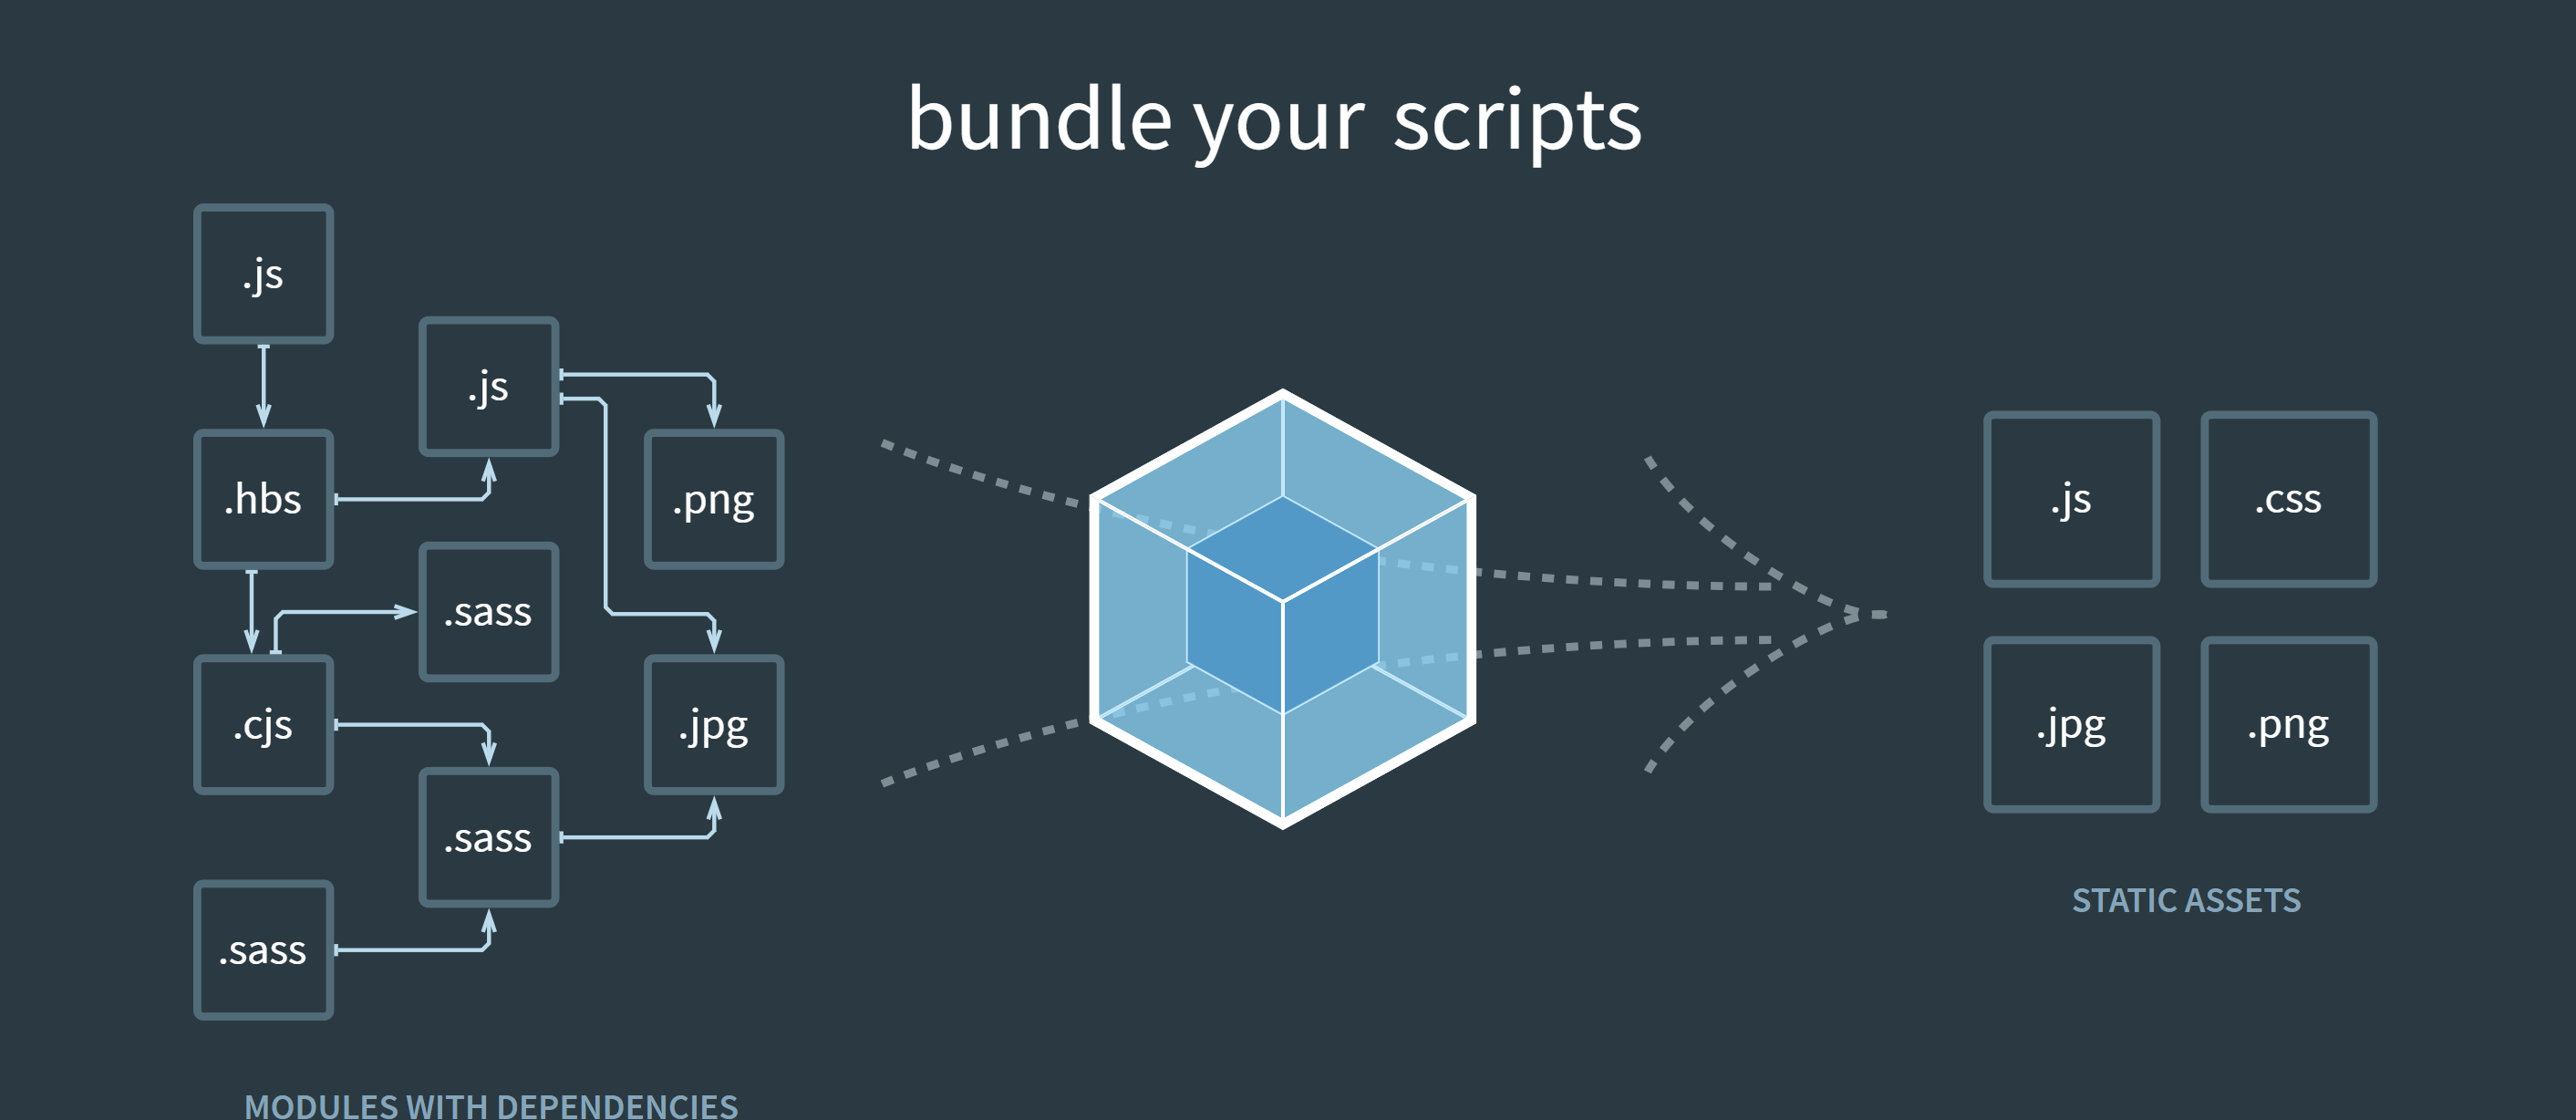 bundle your scripts
.js
.js
.hbs
.png
.sass
.cjs
.jpg
.sass
.sass
MODULES WITH DEPENDENCIES
.js
.css
.jpg
.png
STATIC ASSETS